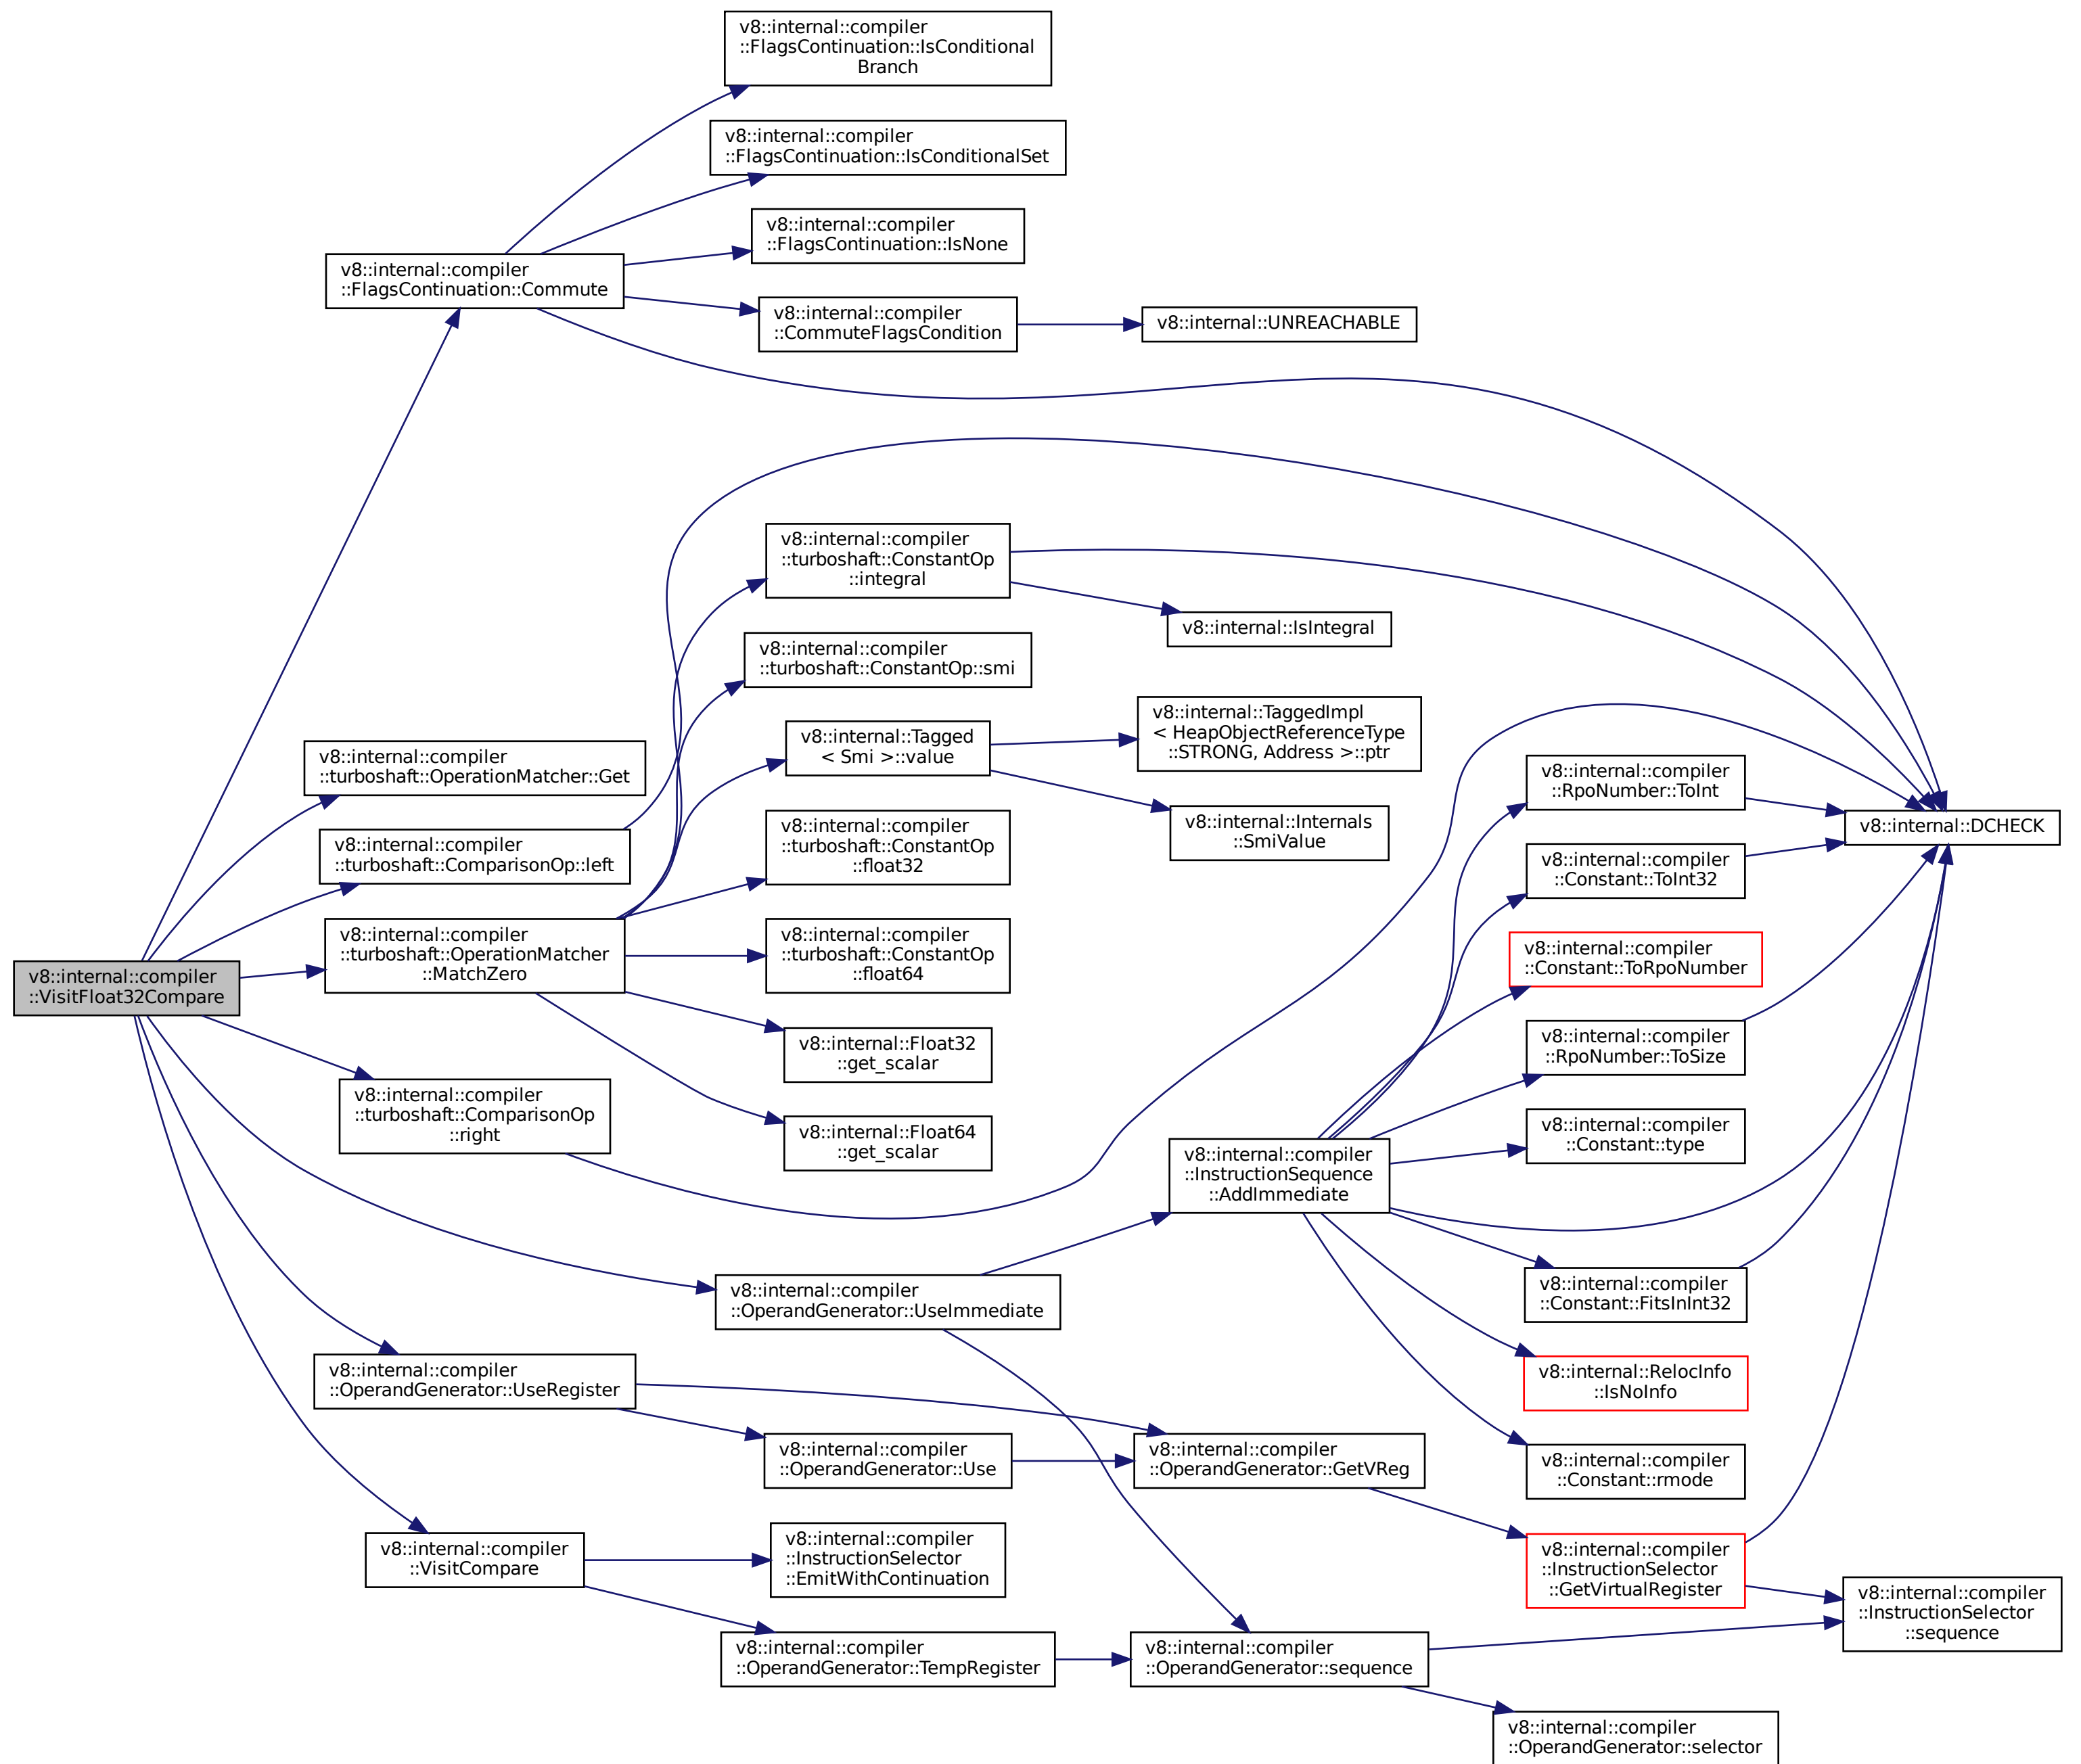 v8::internal::compiler
::FlagsContinuation::IsConditional
Branch
v8::internal::compiler
::FlagsContinuation::IsConditionalSet
v8::internal::compiler
::FlagsContinuation::IsNone
v8::internal::compiler
::FlagsContinuation::Commute
v8::internal::compiler
::CommuteFlagsCondition
v8::internal::UNREACHABLE
v8::internal::compiler
::turboshaft::ConstantOp
::integral
v8::internal::IsIntegral
v8::internal::compiler
::turboshaft::ConstantOp::smi
v8::internal::compiler
::turboshaft::OperationMatcher::Get
v8::internal::Tagged
< Smi >::value
v8::internal::TaggedImpl
< HeapObjectReferenceType
::STRONG, Address >::ptr
v8::internal::Internals
::SmiValue
v8::internal::compiler
::RpoNumber::ToInt
v8::internal::DCHECK
v8::internal::compiler
::turboshaft::ComparisonOp::left
v8::internal::compiler
::turboshaft::ConstantOp
::float32
v8::internal::compiler
::Constant::ToInt32
v8::internal::compiler
::VisitFloat32Compare
v8::internal::compiler
::turboshaft::OperationMatcher
::MatchZero
v8::internal::compiler
::turboshaft::ConstantOp
::float64
v8::internal::compiler
::Constant::ToRpoNumber
v8::internal::Float32
::get_scalar
v8::internal::compiler
::RpoNumber::ToSize
v8::internal::compiler
::turboshaft::ComparisonOp
::right
v8::internal::Float64
::get_scalar
v8::internal::compiler
::InstructionSequence
::AddImmediate
v8::internal::compiler
::Constant::type
v8::internal::compiler
::OperandGenerator::UseImmediate
v8::internal::compiler
::Constant::FitsInInt32
v8::internal::compiler
::OperandGenerator::UseRegister
v8::internal::RelocInfo
::IsNoInfo
v8::internal::compiler
::OperandGenerator::Use
v8::internal::compiler
::OperandGenerator::GetVReg
v8::internal::compiler
::Constant::rmode
v8::internal::compiler
::VisitCompare
v8::internal::compiler
::InstructionSelector
::EmitWithContinuation
v8::internal::compiler
::InstructionSelector
::GetVirtualRegister
v8::internal::compiler
::InstructionSelector
::sequence
v8::internal::compiler
::OperandGenerator::TempRegister
v8::internal::compiler
::OperandGenerator::sequence
v8::internal::compiler
::OperandGenerator::selector